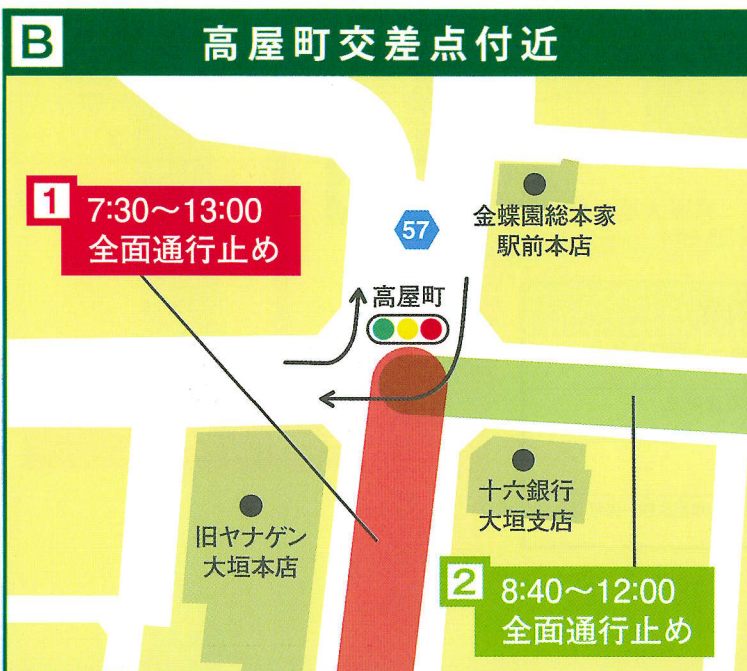 B 高屋町交差点付近
1 7:30～13:00
全面通行止め
金蝶園総本家
駅前本店
57
高屋町
旧ヤナゲン
大垣本店
十六銀行
大垣支店
2 8:40～12:00
全面通行止め